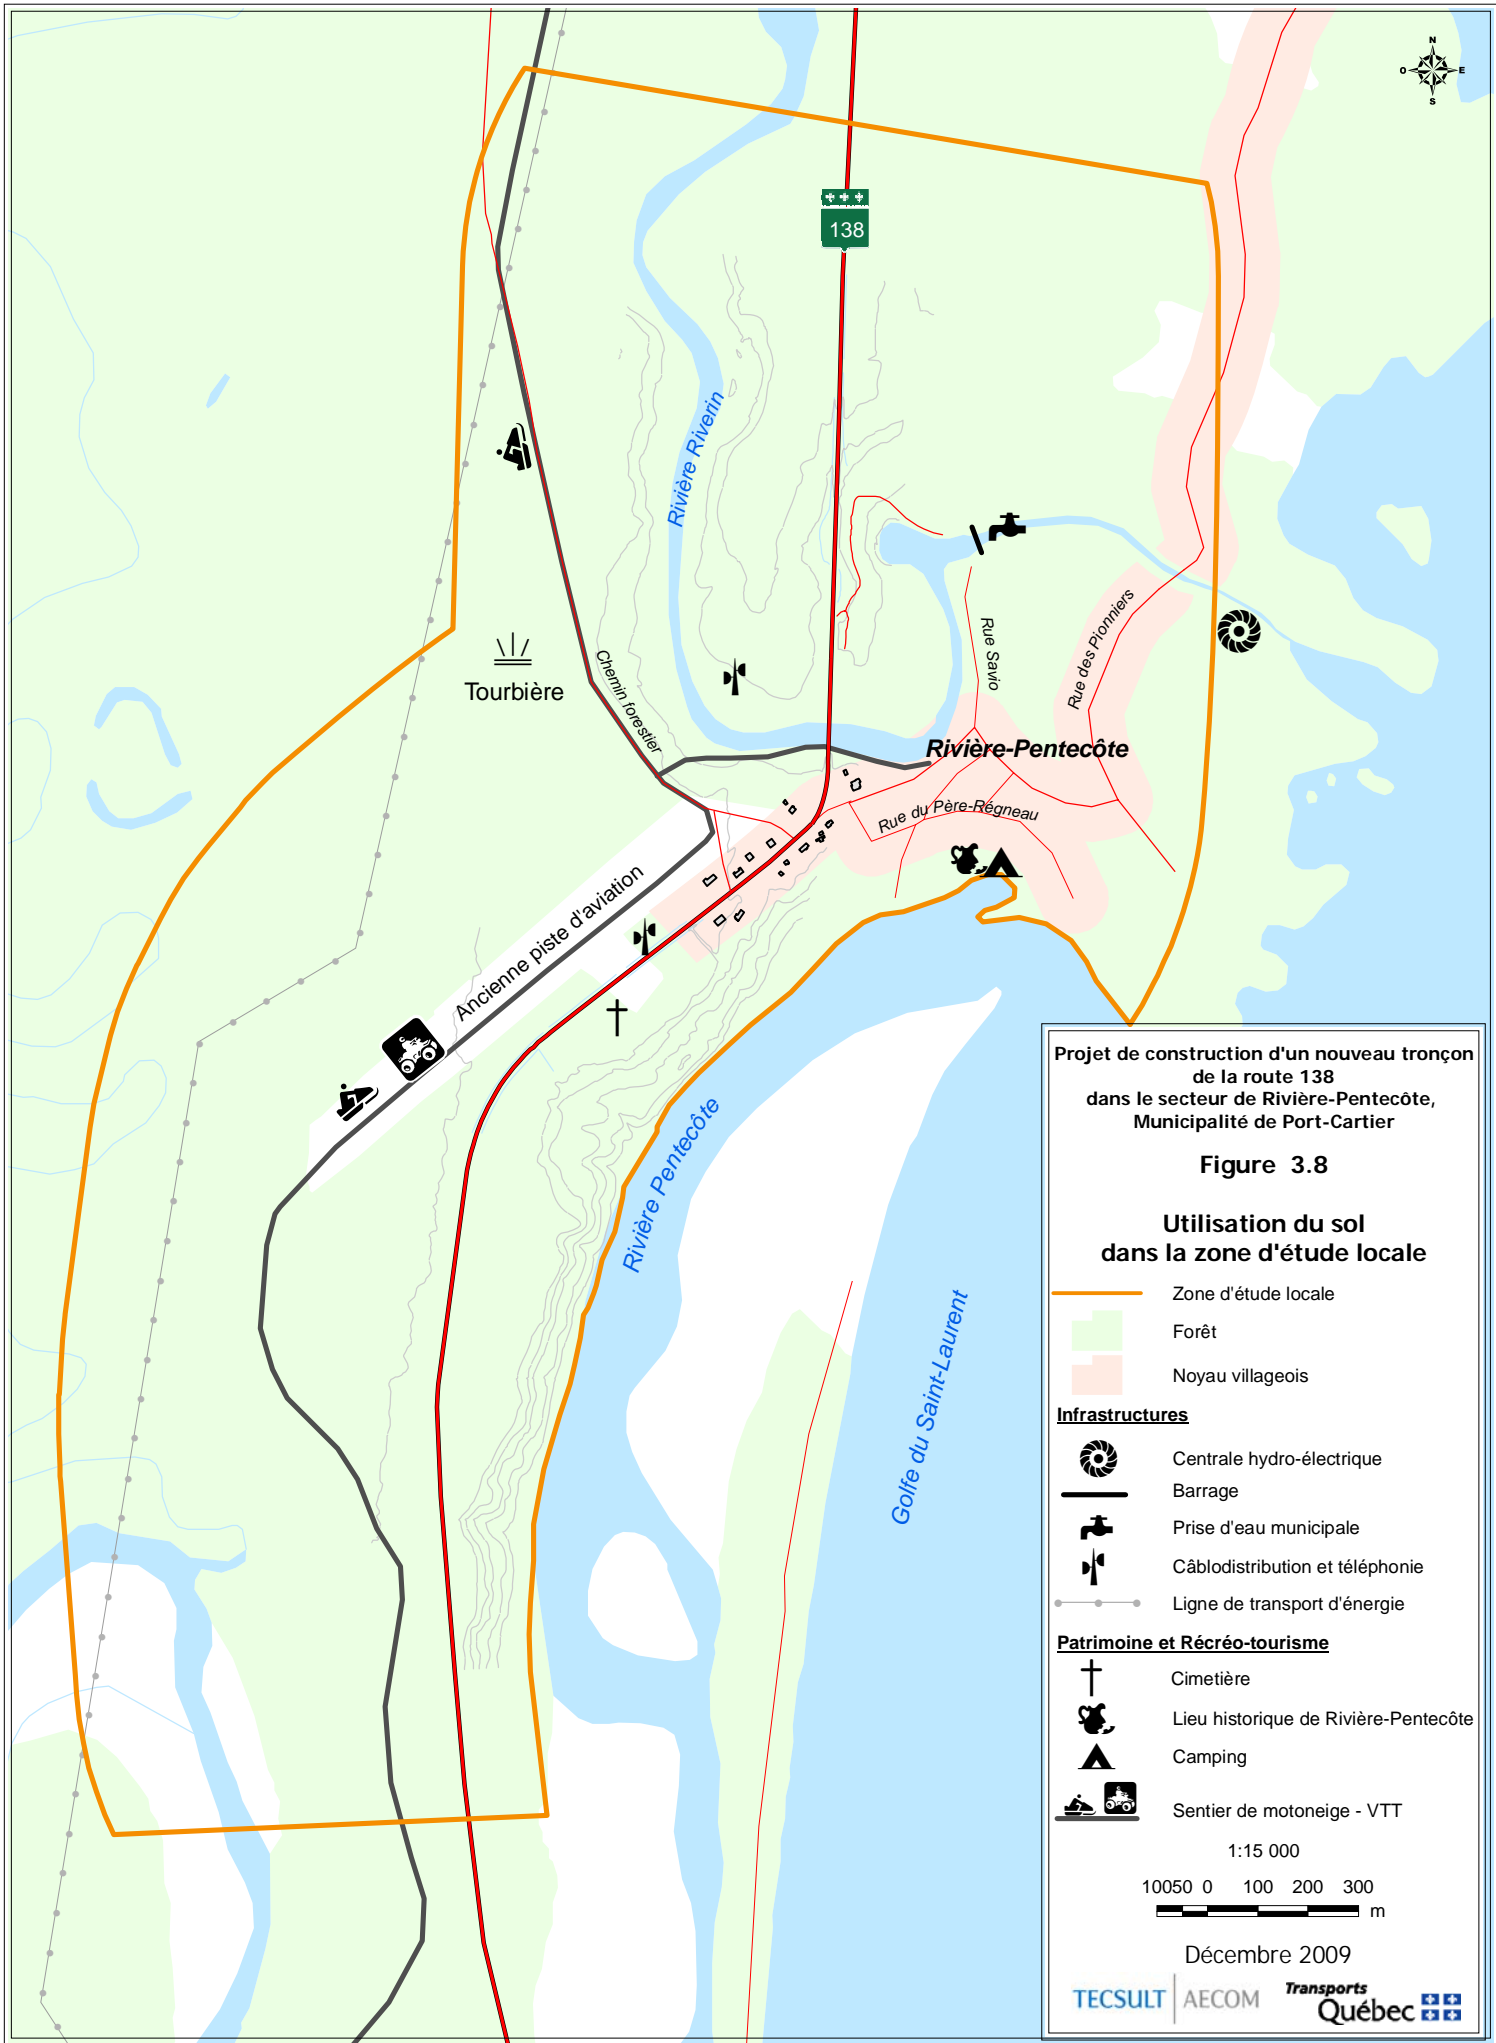 N
O
E
S
138
Rivière Riverin
Rue Savio
Rue des Pionniers
Tourbière
Chemin forestier
Rivière-Pentecôte
Rue du Père-Régneau
Ancienne piste d'aviation
Rivière Pentecôte
Golfe du Saint-Laurent
Projet de construction d'un nouveau tronçon
de la route 138
dans le secteur de Rivière-Pentecôte,
Municipalité de Port-Cartier
Figure 3.8
Utilisation du sol
dans la zone d'étude locale
Zone d'étude locale
Forêt
Noyau villageois
Infrastructures
Centrale hydro-électrique
Barrage
Prise d'eau municipale
Câblodistribution et téléphonie
Ligne de transport d'énergie
Patrimoine et Récréo-tourisme
Cimetière
Lieu historique de Rivière-Pentecôte
Camping
Sentier de motoneige - VTT
1:15 000
10050 0 100 200 300
m
Décembre 2009
TECSULT AECOM
Transports
Québec